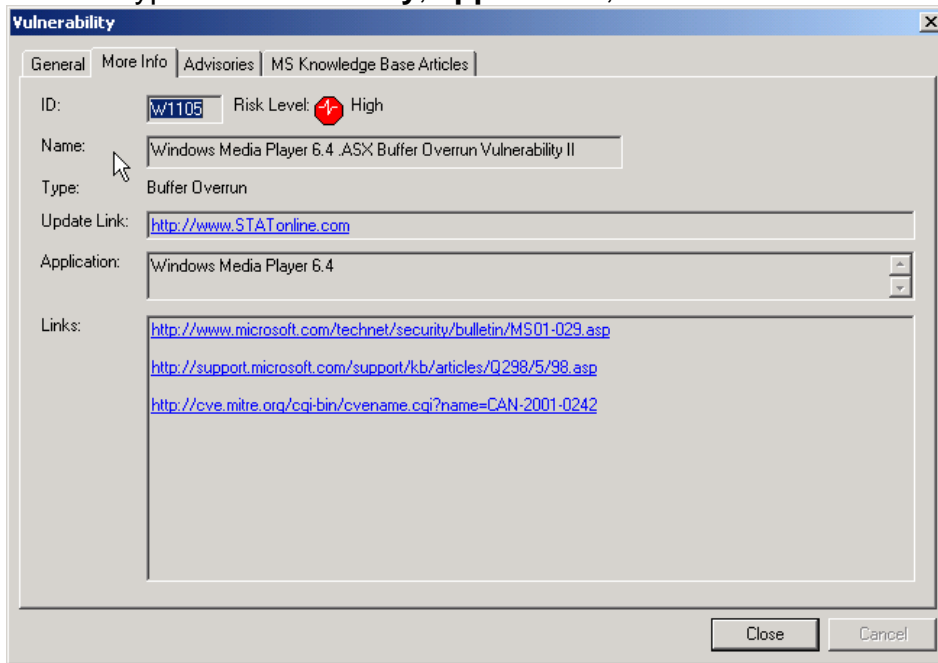 Vulnerability
General More Info Advisories MS Knowledge Base Articles
ID: W1105 Risk Level: High
Name: Windows Media Player 6.4 .ASX Buffer Overrun Vulnerability II
Type: Buffer Overrun
Update Link: http://www.STATonline.com
Application: Windows Media Player 6.4
Links: http://www.microsoft.com/technet/security/bulletin/MS01-029.asp
http://support.microsoft.com/support/kb/articles/Q298/5/98.asp
http://cve.mitre.org/cgi-bin/cvename.cgi?name=CAN-2001-0242
Close Cancel